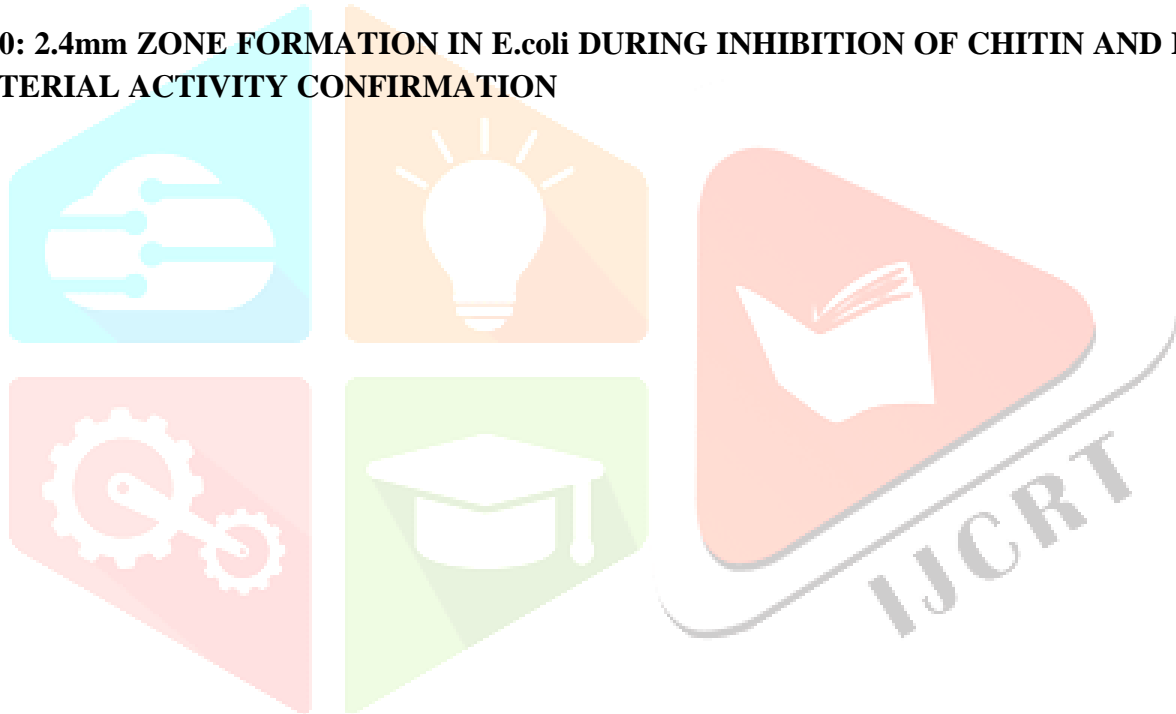 0: 2.4mm ZONE FORMATION IN E.coli DURING INHIBITION OF CHITIN AND
TERIAL ACTIVITY CONFIRMATION
IJCRT